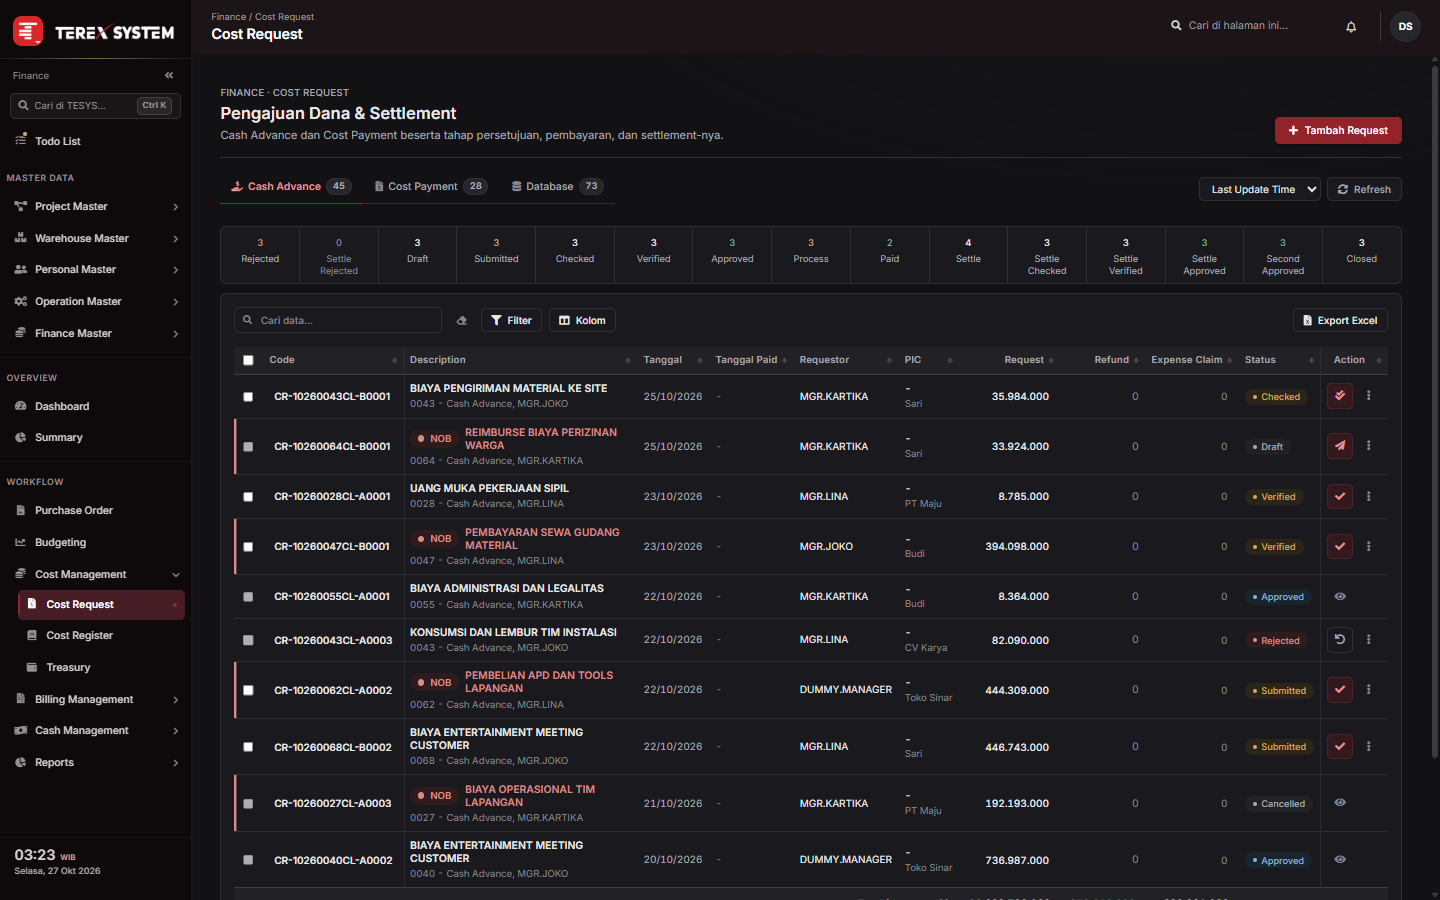 TEREX SYSTEM
Finance / Cost Request
Cost Request
Cari di halaman ini...
DS
Finance
Cari di TESYS...
Ctrl K
Todo List
MASTER DATA
Project Master
Warehouse Master
Personal Master
Operation Master
Finance Master
OVERVIEW
Dashboard
Summary
WORKFLOW
Purchase Order
Budgeting
Cost Management
Cost Request
Cost Register
Treasury
Billing Management
Cash Management
Reports
03:23 WIB
Selasa, 27 Okt 2026
FINANCE · COST REQUEST
Pengajuan Dana & Settlement
Cash Advance dan Cost Payment beserta tahap persetujuan, pembayaran, dan settlement-nya.
Tambah Request
Cash Advance 45
Cost Payment 28
Database 73
Last Update Time
Refresh
3 Rejected
0 Settle Rejected
3 Draft
3 Submitted
3 Checked
3 Verified
3 Approved
3 Process
2 Paid
4 Settle
3 Settle Checked
3 Settle Verified
3 Settle Approved
3 Second Approved
3 Closed
Cari data...
Filter
Kolom
Export Excel
Code Description Tanggal Tanggal Paid Requestor PIC Request Refund Expense Claim Status Action
CR-10260043CL-B0001 BIAYA PENGIRIMAN MATERIAL KE SITE 25/10/2026 - MGR.KARTIKA - 35.984.000 0 0 Checked
0043 - Cash Advance, MGR.JOKO Sari
CR-10260064CL-B0001 NOB REIMBURSE BIAYA PERIZINAN WARGA 25/10/2026 - MGR.KARTIKA - 33.924.000 0 0 Draft
0064 - Cash Advance, MGR.KARTIKA Sari
CR-10260028CL-A0001 UANG MUKA PEKERJAAN SIPIL 23/10/2026 - MGR.LINA - 8.785.000 0 0 Verified
0028 - Cash Advance, MGR.LINA PT Maju
CR-10260047CL-B0001 NOB PEMBAYARAN SEWA GUDANG MATERIAL 23/10/2026 - MGR.JOKO - 394.098.000 0 0 Verified
0047 - Cash Advance, MGR.LINA Budi
CR-10260055CL-A0001 BIAYA ADMINISTRASI DAN LEGALITAS 22/10/2026 - MGR.KARTIKA - 8.364.000 0 0 Approved
0055 - Cash Advance, MGR.KARTIKA Budi
CR-10260043CL-A0003 KONSUMSI DAN LEMBUR TIM INSTALASI 22/10/2026 - MGR.LINA - 82.090.000 0 0 Rejected
0043 - Cash Advance, MGR.JOKO CV Karya
CR-10260062CL-A0002 NOB PEMBELIAN APD DAN TOOLS LAPANGAN 22/10/2026 - DUMMY.MANAGER - 444.309.000 0 0 Submitted
0062 - Cash Advance, MGR.LINA Toko Sinar
CR-10260068CL-B0002 BIAYA ENTERTAINMENT MEETING CUSTOMER 22/10/2026 - MGR.LINA - 446.743.000 0 0 Submitted
0068 - Cash Advance, MGR.JOKO Sari
CR-10260027CL-A0003 NOB BIAYA OPERASIONAL TIM LAPANGAN 21/10/2026 - MGR.KARTIKA - 192.193.000 0 0 Cancelled
0027 - Cash Advance, MGR.KARTIKA PT Maju
CR-10260040CL-A0002 BIAYA ENTERTAINMENT MEETING CUSTOMER 20/10/2026 - DUMMY.MANAGER - 736.987.000 0 0 Approved
0040 - Cash Advance, MGR.JOKO Toko Sinar